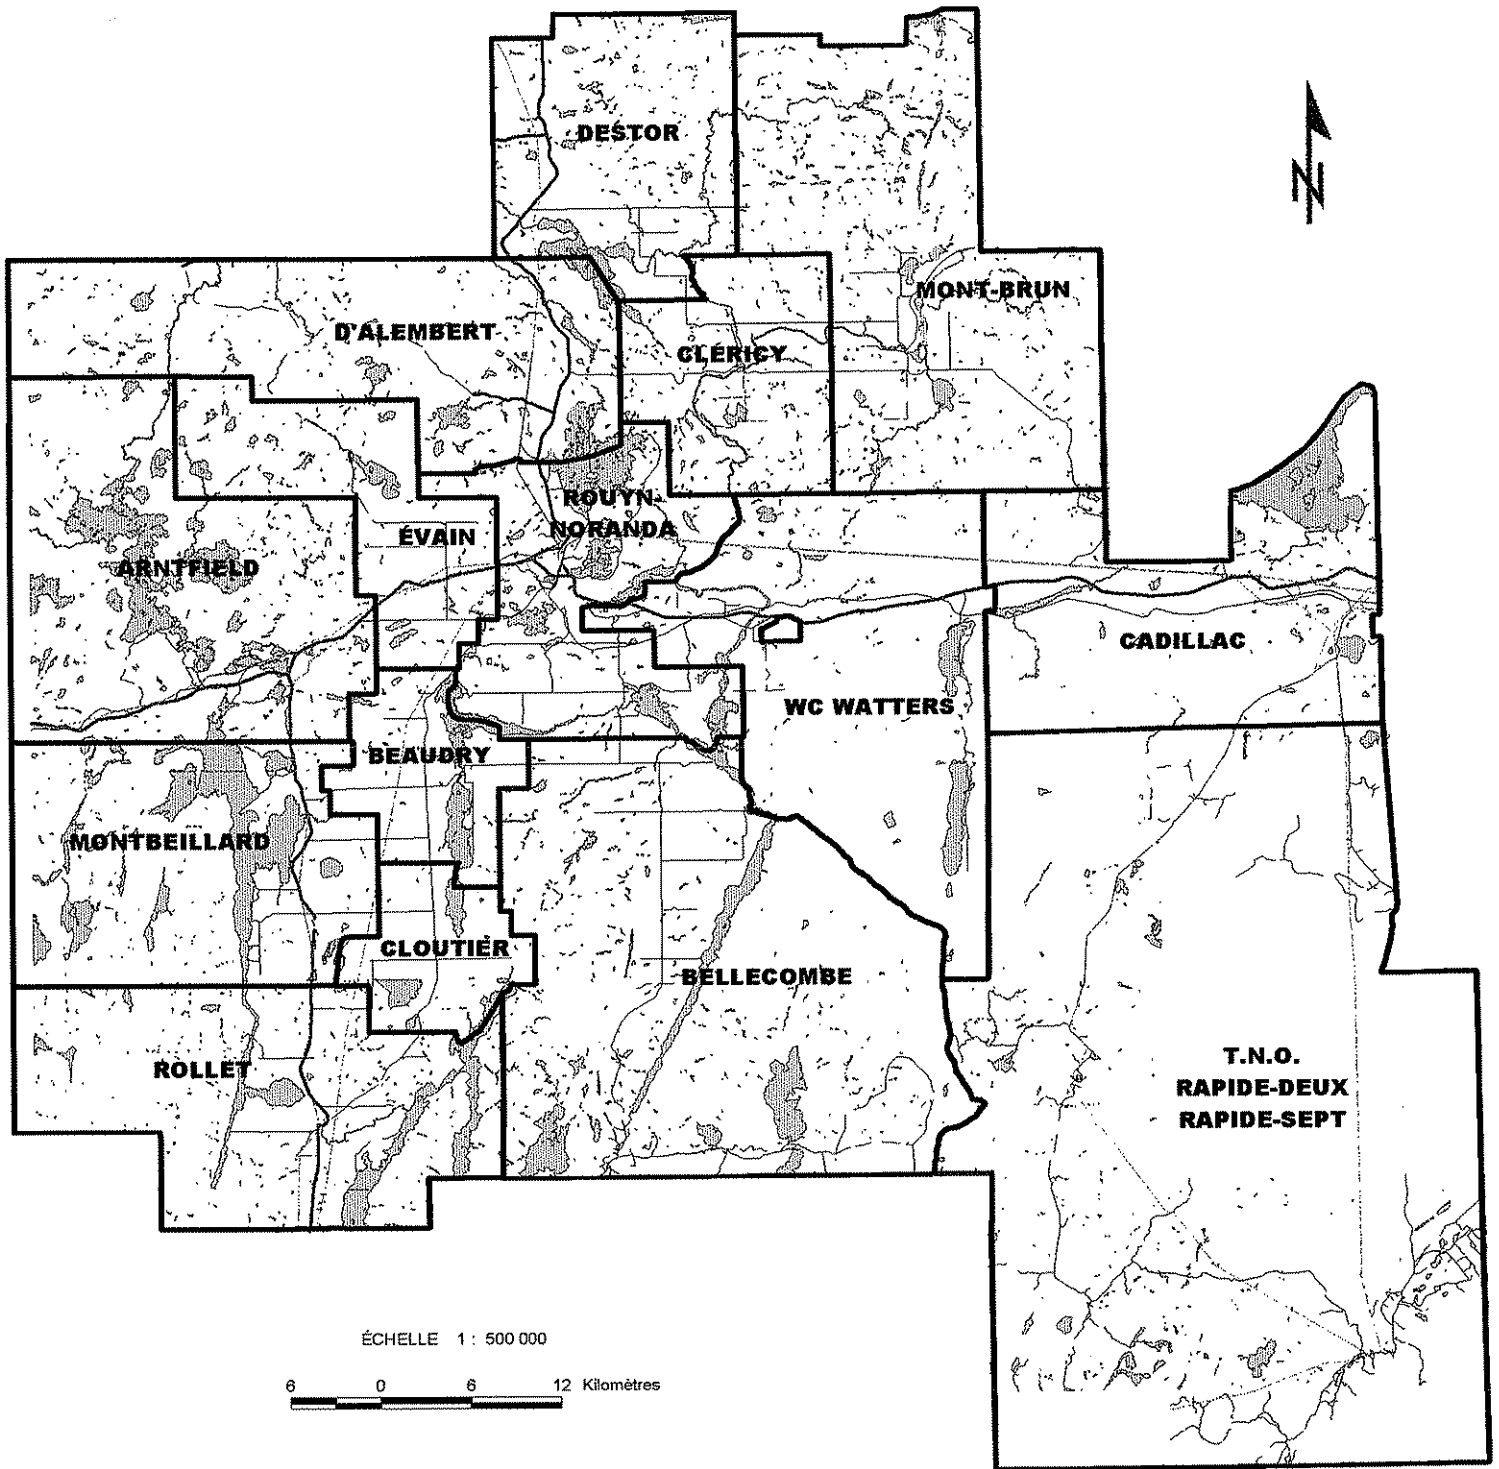 DESTOR
N
MONT-BRUN
D'ALEMBERT
CLÉRICY
ROUYN-
NORANDA
ÉVAIN
ARNTFIELD
CADILLAC
WC WATTERS
BEAUDRY
MONTBEILLARD
CLOUTIER
BELLECOMBE
ROLLET
T.N.O.
RAPIDE-DEUX
RAPIDE-SEPT
ÉCHELLE 1 : 500 000
6 0 6 12 Kilomètres